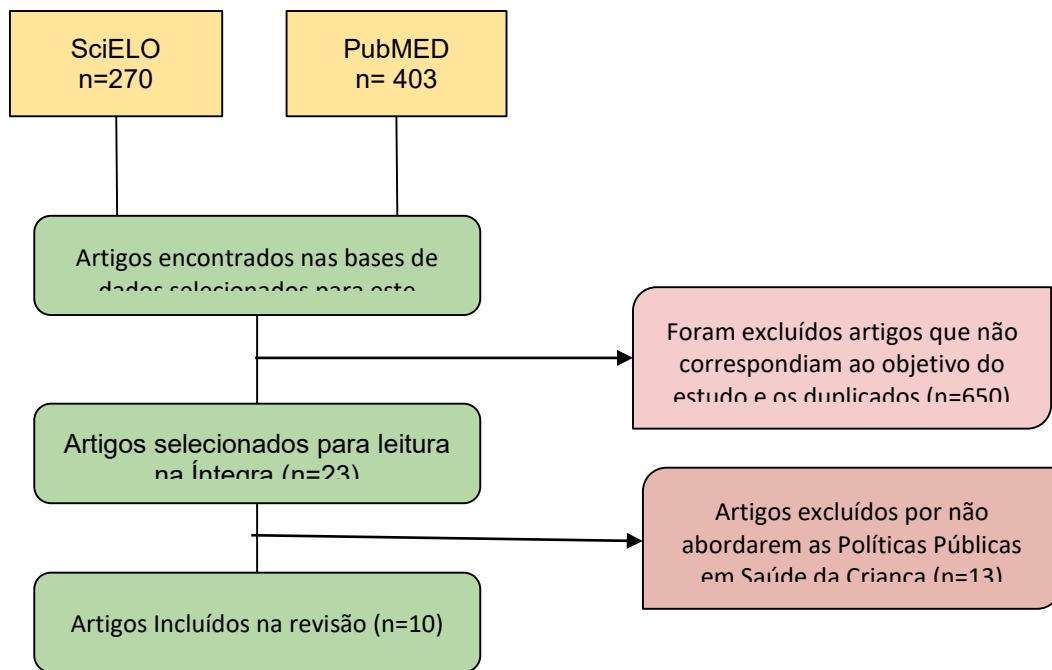 SciELO
n=270
PubMED
n= 403
Artigos encontrados nas bases de
dados selecionados para este
Foram excluídos artigos que não
correspondiam ao objetivo do
estudo e os duplicados (n=650)
Artigos selecionados para leitura
na Íntegra (n=23)
Artigos excluídos por não
abordarem as Políticas Públicas
em Saúde da Criança (n=13)
Artigos Incluídos na revisão (n=10)